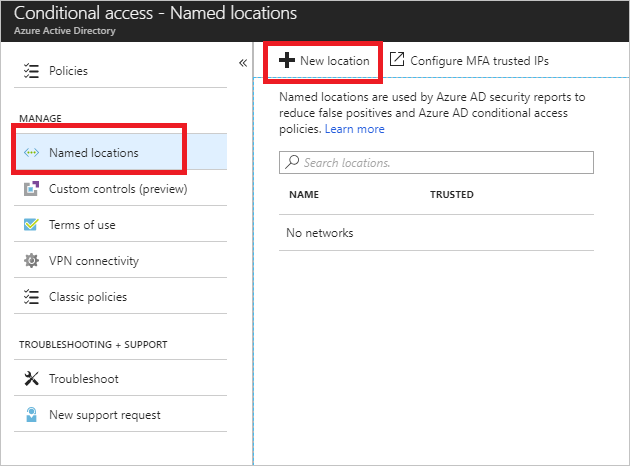 Conditional access - Named locations
Azure Active Directory
Policies
«
MANAGE
Named locations
Custom controls (preview)
Terms of use
VPN connectivity
Classic policies
TROUBLESHOOTING + SUPPORT
Troubleshoot
New support request
New location
Configure MFA trusted IPs
Named locations are used by Azure AD security reports to
reduce false positives and Azure AD conditional access
policies. Learn more
Search locations.
NAME TRUSTED
No networks